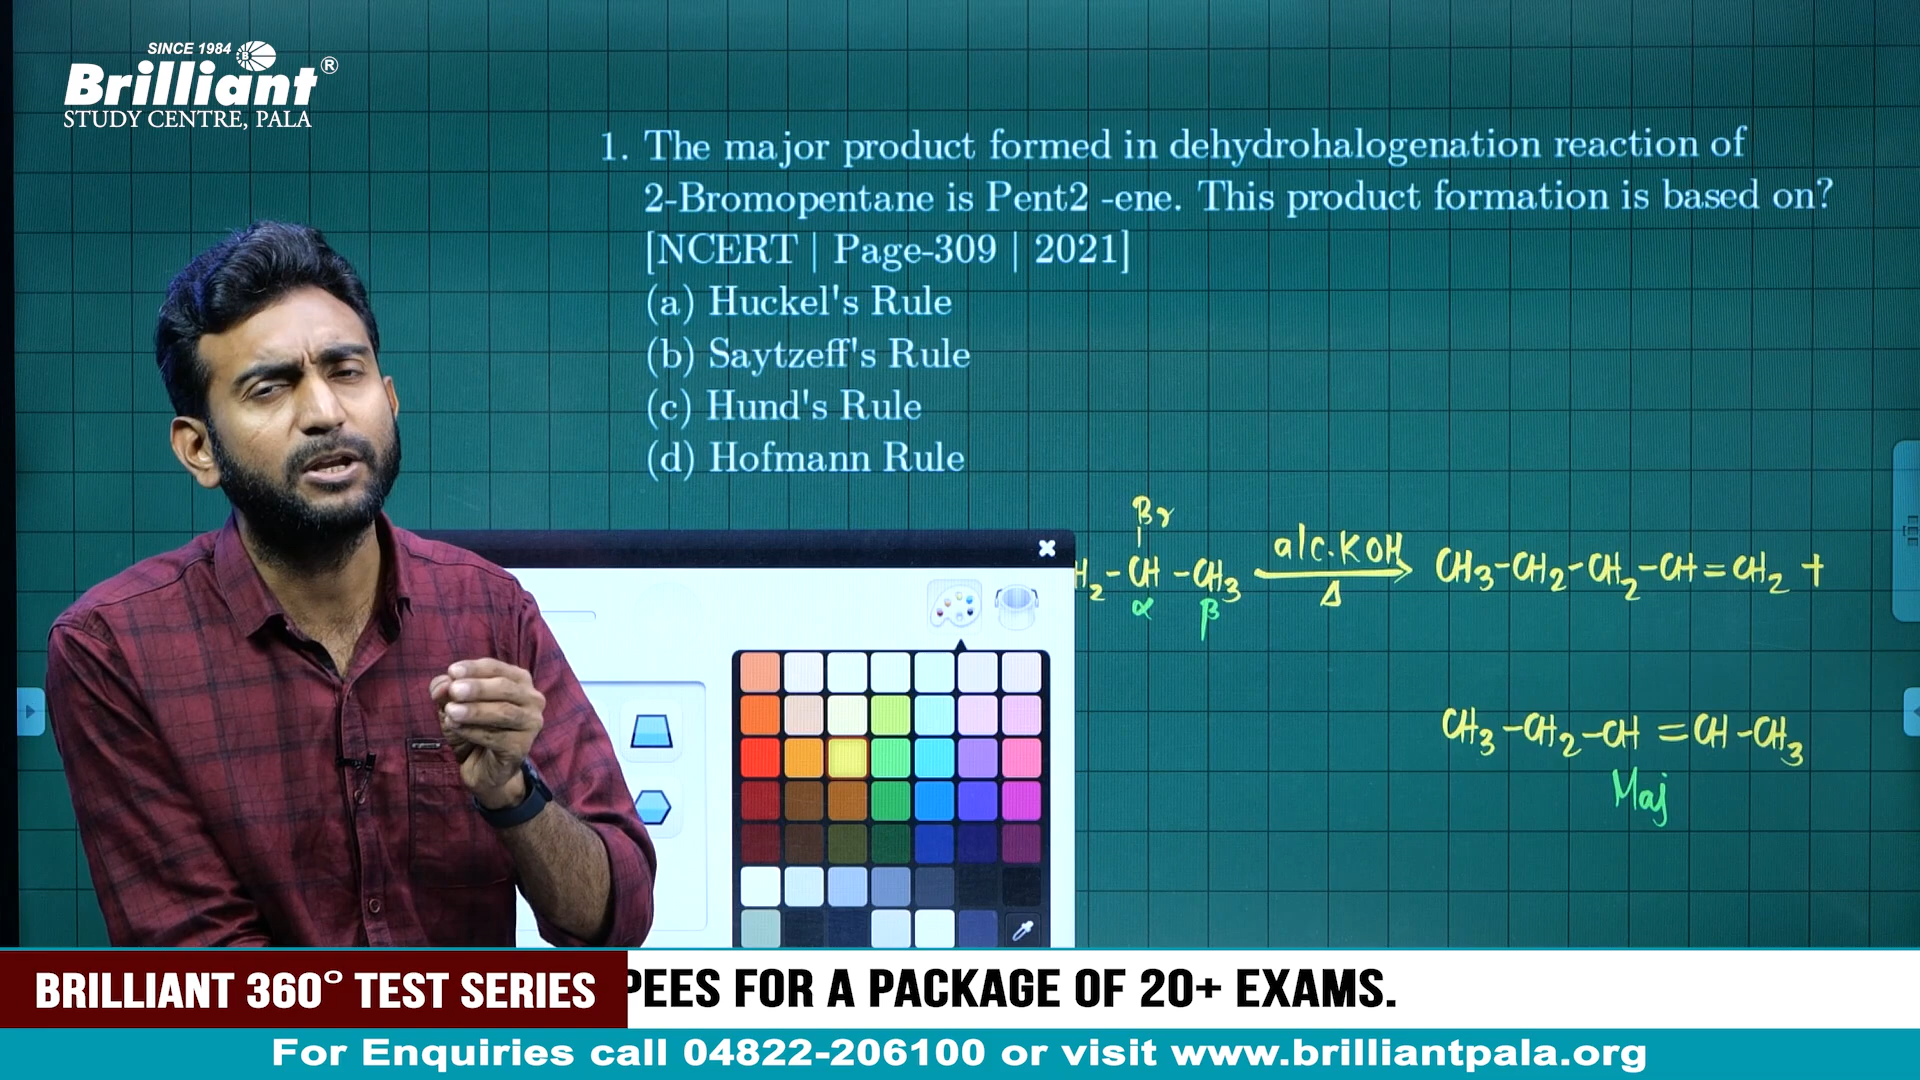 SINCE 1984
Brilliant®
STUDY CENTRE, PALA
1. The major product formed in dehydrohalogenation reaction of
2-Bromopentane is Pent2 -ene. This product formation is based on?
[NCERT | Page-309 | 2021]
(a) Huckel's Rule
(b) Saytzeff's Rule
(c) Hund's Rule
(d) Hofmann Rule
Br
H2-CH-CH3 alc.KOH CH3-CH2-CH2-CH=CH2 +
α β Δ
CH3-CH2-CH=CH-CH3
Maj
BRILLIANT 360° TEST SERIES PEES FOR A PACKAGE OF 20+ EXAMS.
For Enquiries call 04822-206100 or visit www.brilliantpala.org